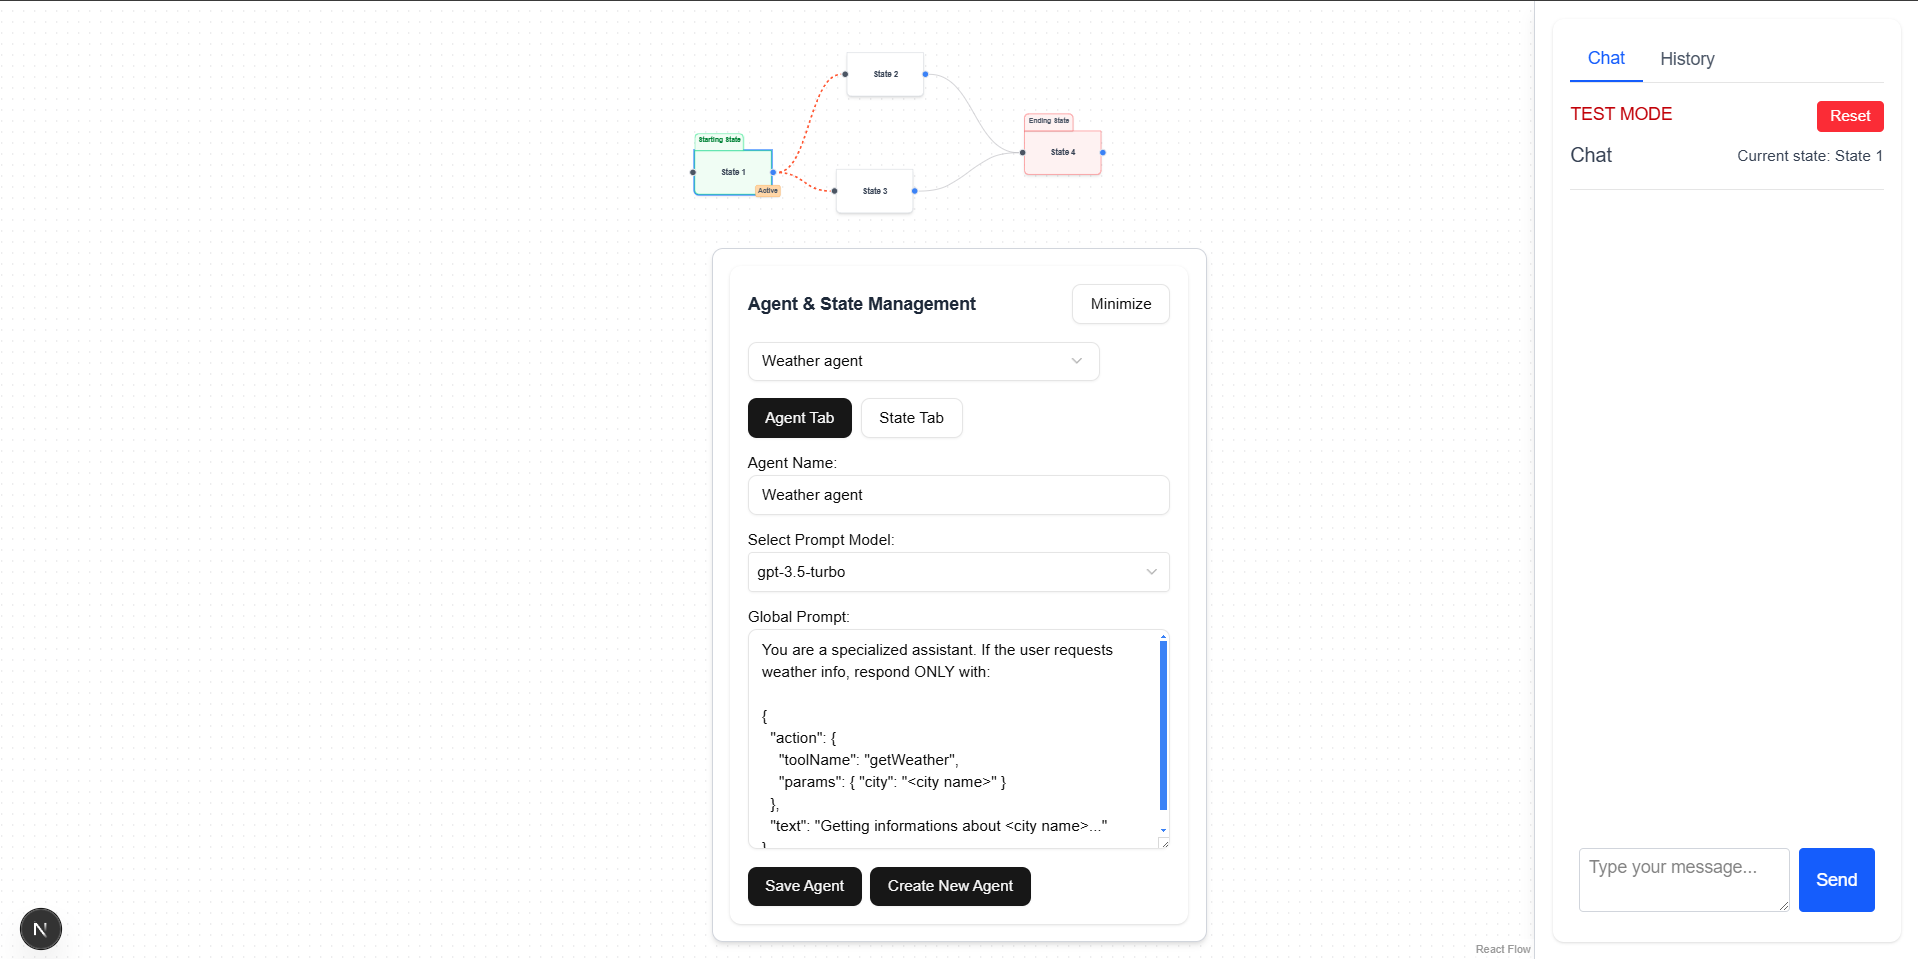 State 2
Starting State
State 1
Active
State 3
Ending State
State 4
Agent & State Management
Minimize
Weather agent
Agent Tab
State Tab
Agent Name:
Weather agent
Select Prompt Model:
gpt-3.5-turbo
Global Prompt:
You are a specialized assistant. If the user requests
weather info, respond ONLY with:
{
"action": {
"toolName": "getWeather",
"params": { "city": "<city name>" }
},
"text": "Getting informations about <city name>..."
}
Save Agent
Create New Agent
N
React Flow
Chat
History
TEST MODE
Reset
Chat
Current state: State 1
Type your message...
Send